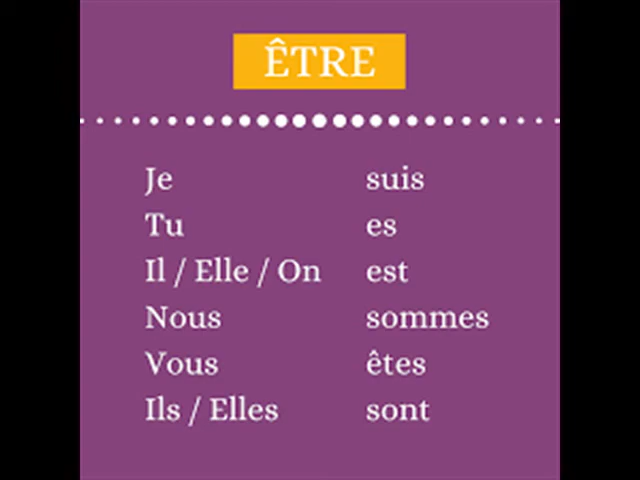 ÊTRE
Je suis
Tu es
Il / Elle / On est
Nous sommes
Vous êtes
Ils / Elles sont